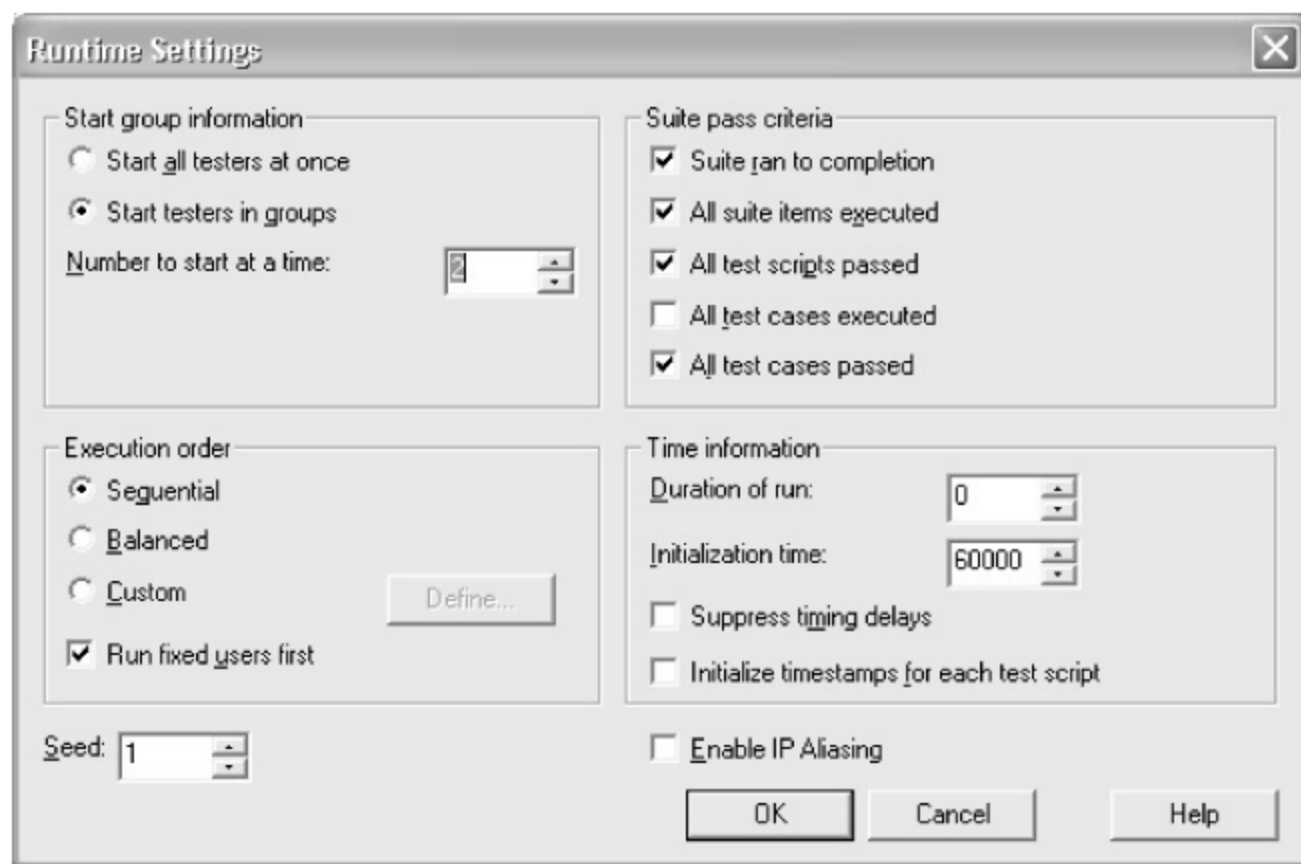 Runtime Settings
Start group information
Start all testers at once
Start testers in groups
Number to start at a time:
2
Suite pass criteria
Suite ran to completion
All suite items executed
All test scripts passed
All test cases executed
All test cases passed
Execution order
Sequential
Balanced
Custom
Define...
Run fixed users first
Time information
Duration of run:
0
Initialization time:
60000
Suppress timing delays
Initialize timestamps for each test script
Seed:
1
Enable IP Aliasing
OK
Cancel
Help